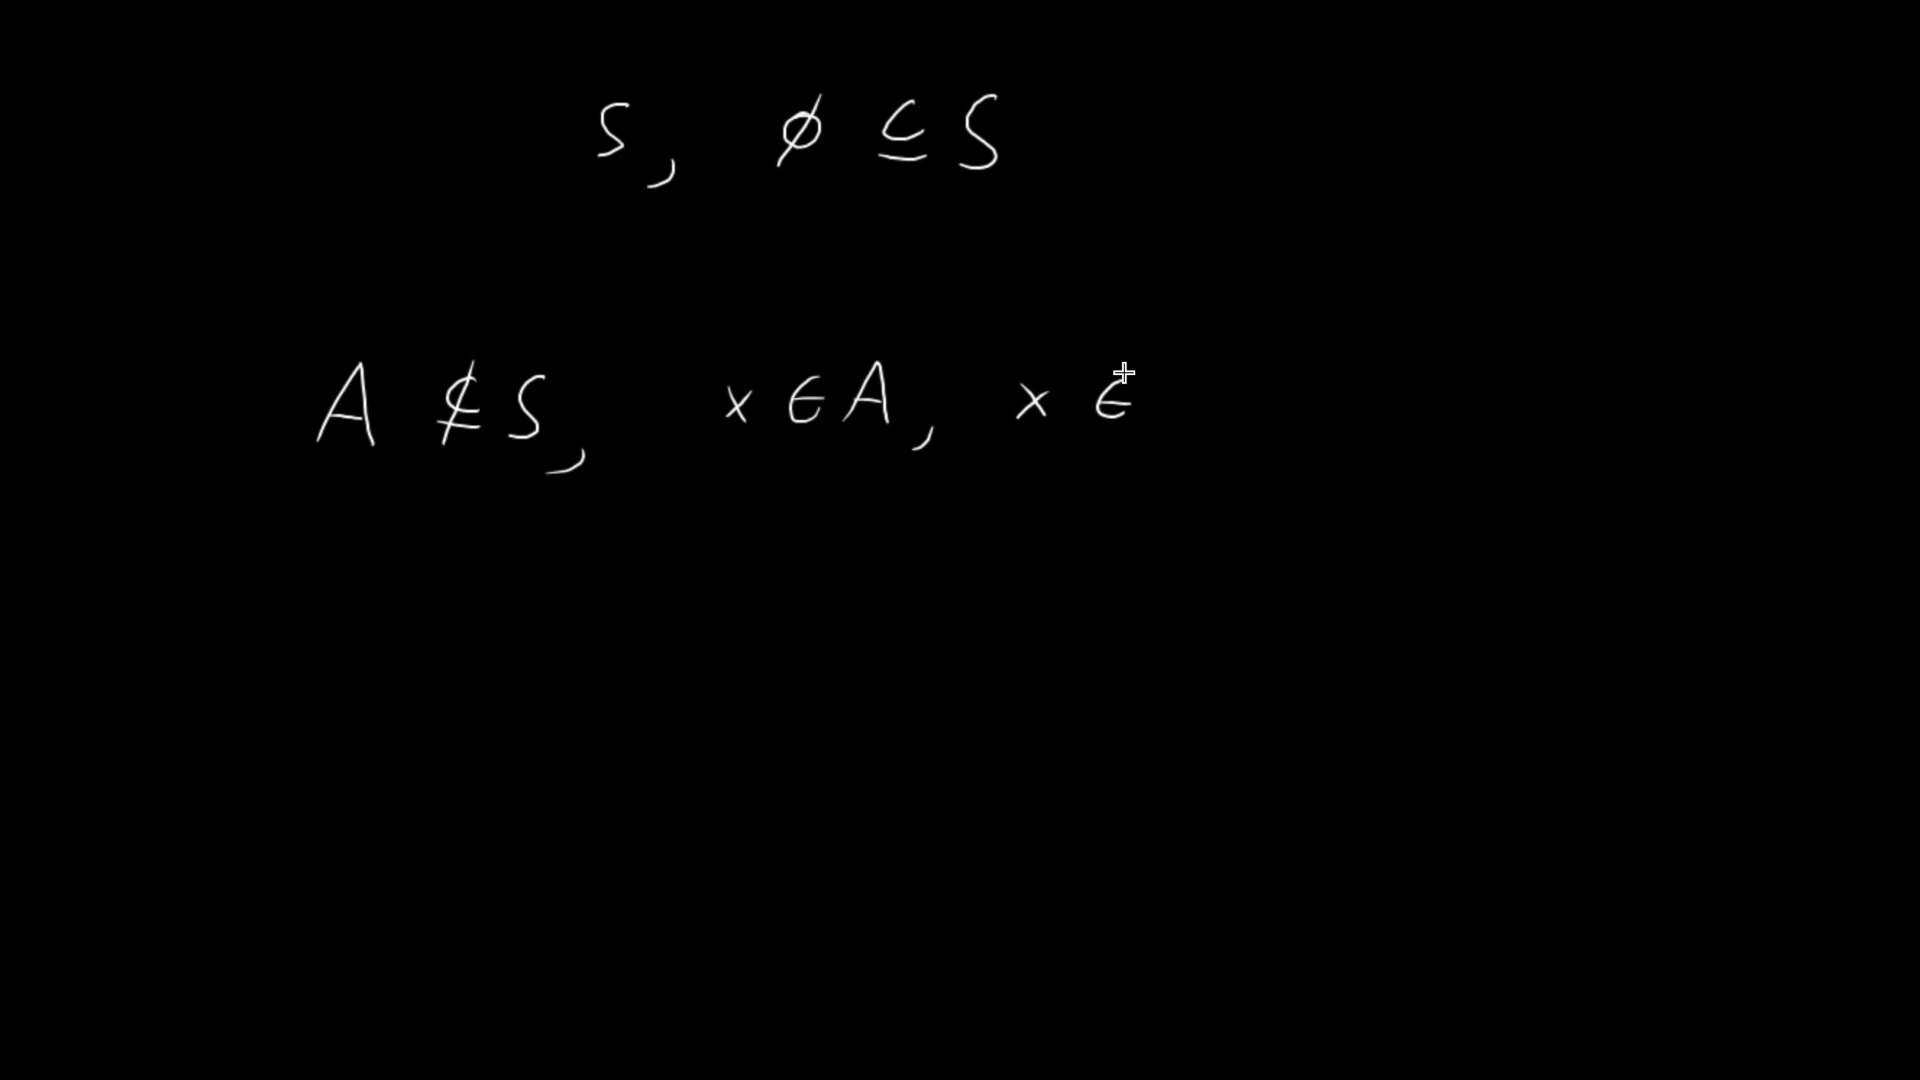 S, ∅ ⊆ S
A ⊈ S, x ∈ A, x ∈